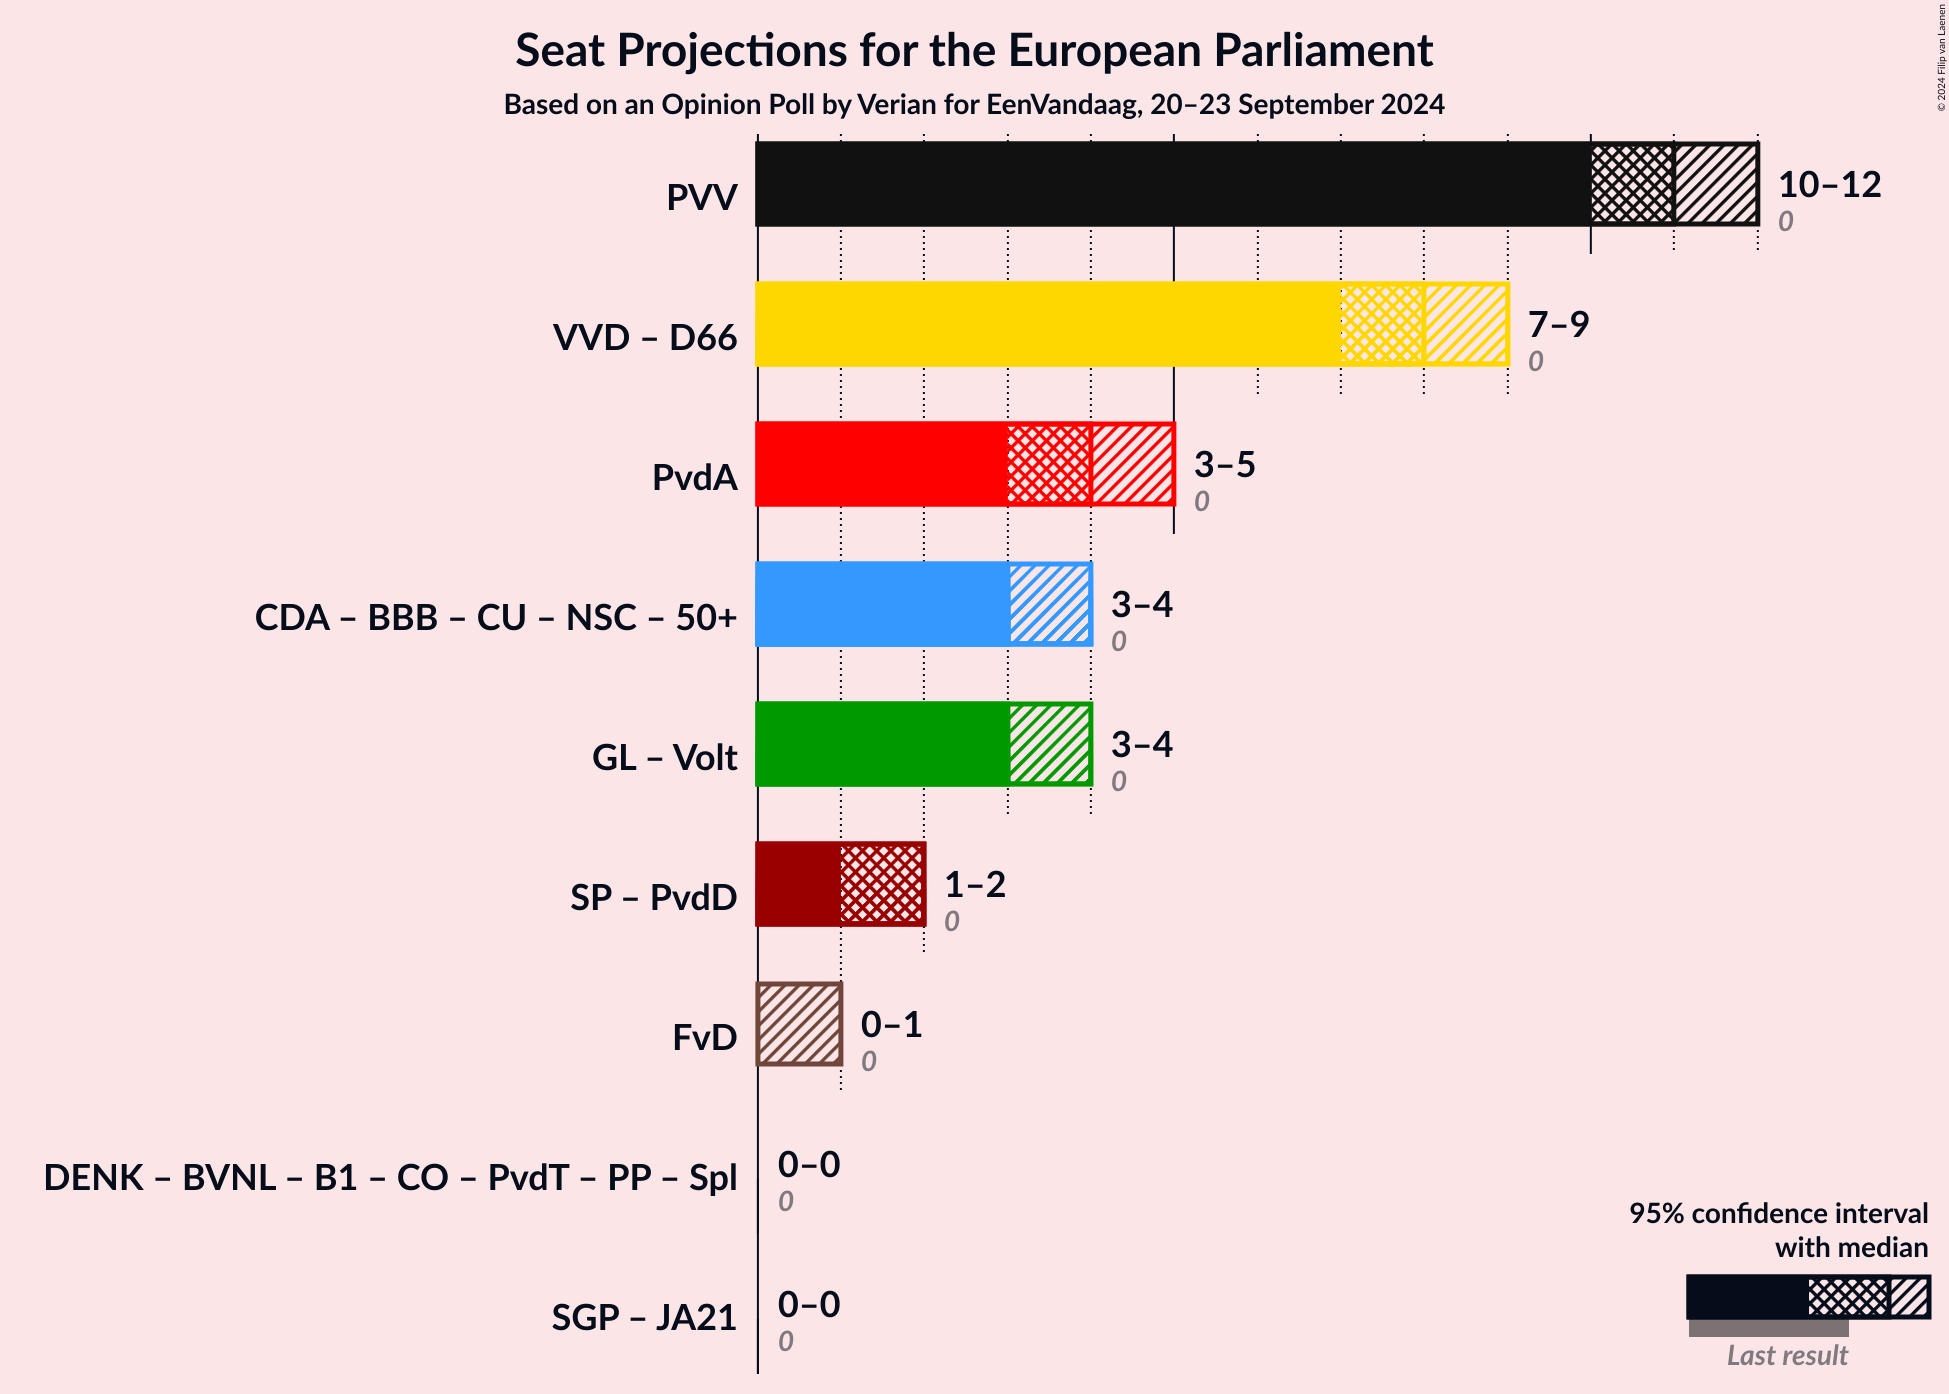 Seat Projections for the European Parliament
Based on an Opinion Poll by Verian for EenVandaag, 20–23 September 2024
© 2024 Filip van Laenen
PVV
10–12
0
VVD – D66
7–9
0
PvdA
3–5
0
CDA – BBB – CU – NSC – 50+
3–4
0
GL – Volt
3–4
0
SP – PvdD
1–2
0
FvD
0–1
0
DENK – BVNL – B1 – CO – PvdT – PP – Spl
0–0
0
SGP – JA21
0–0
0
95% confidence interval
with median
Last result